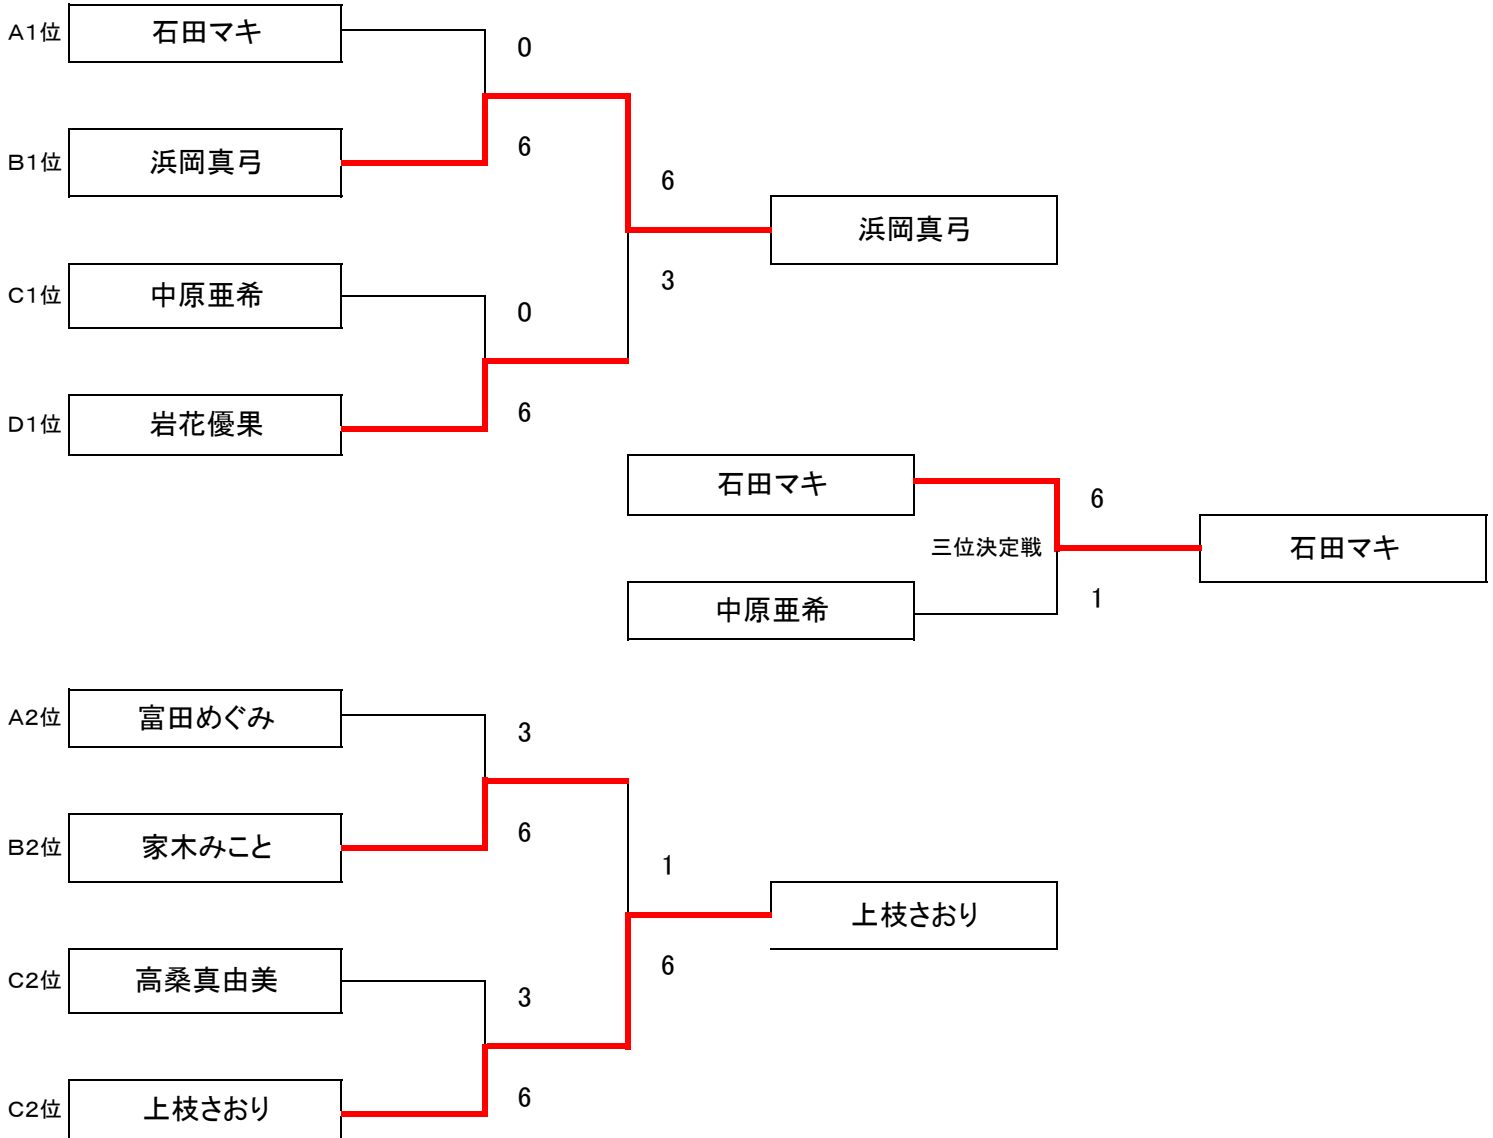 A1位 石田マキ
0
B1位 浜岡真弓
6
6
浜岡真弓
C1位 中原亜希
3
0
D1位 岩花優果
6
石田マキ
6
三位決定戦
石田マキ
中原亜希
1
A2位 富田めぐみ
3
B2位 家木みこと
6
1
上枝さおり
C2位 高桑真由美
6
3
C2位 上枝さおり
6